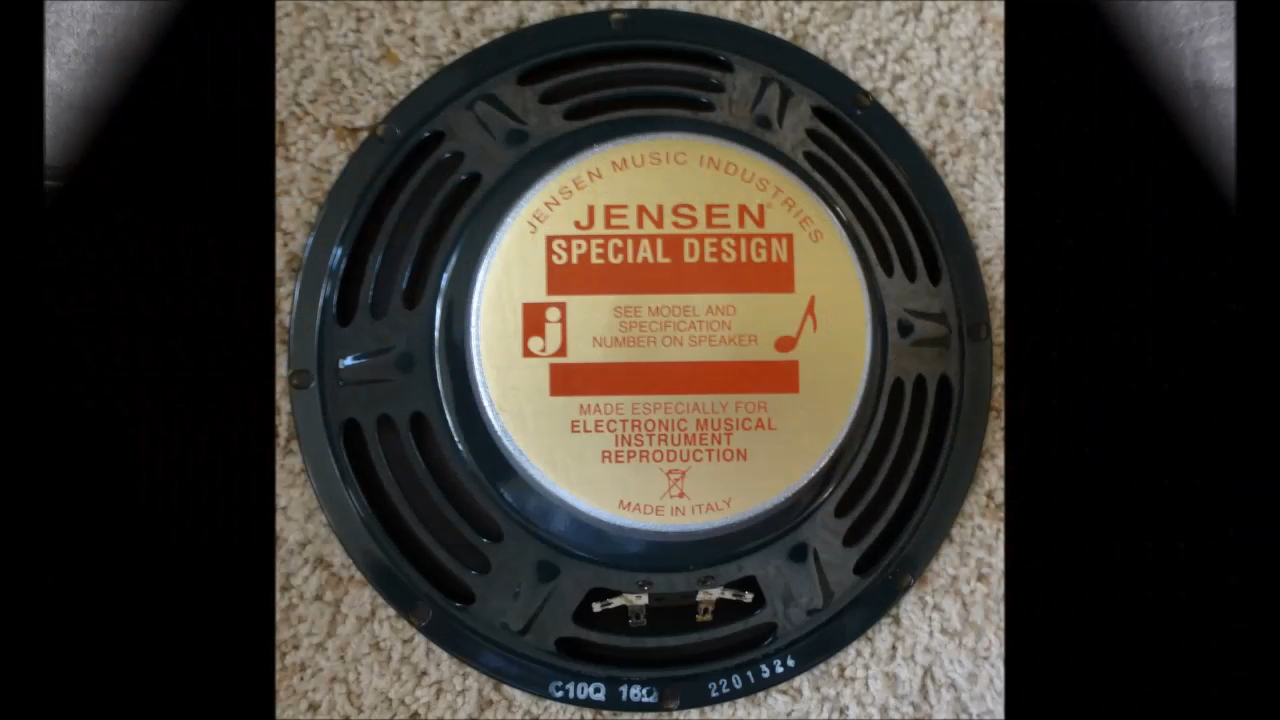 JENSEN MUSIC INDUSTRIES
JENSEN®
SPECIAL DESIGN
j
SEE MODEL AND
SPECIFICATION
NUMBER ON SPEAKER
MADE ESPECIALLY FOR
ELECTRONIC MUSICAL
INSTRUMENT
REPRODUCTION
MADE IN ITALY
C10Q 16Ω
2201324